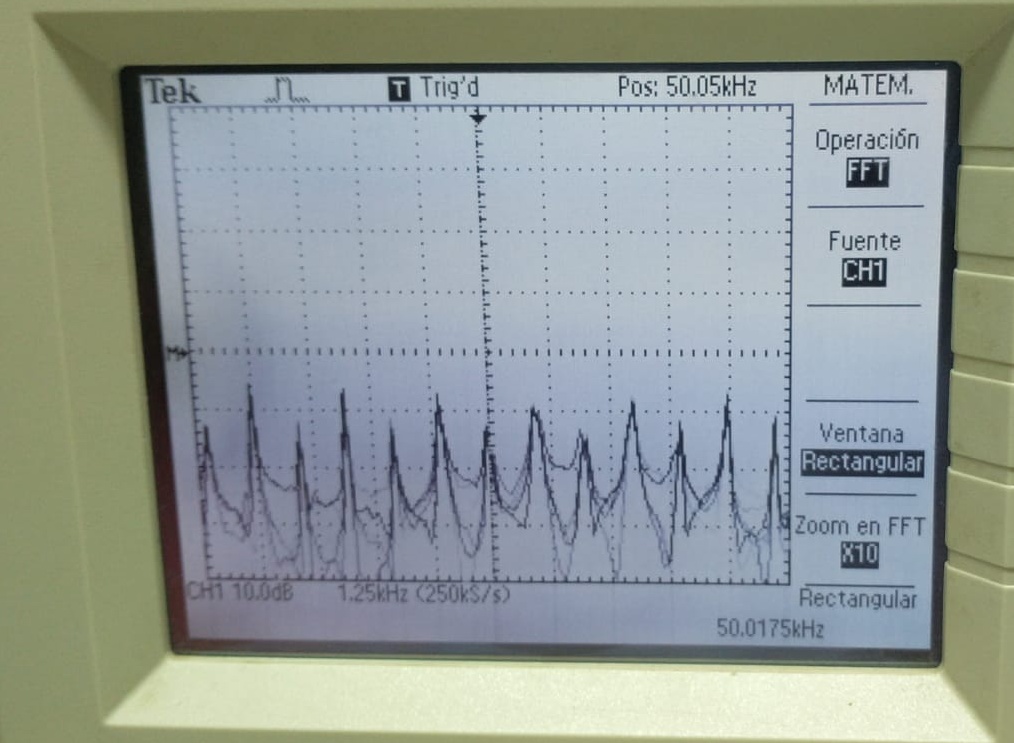 Tek
T Trig'd
Pos: 50.05kHz
MATEM.
Operación
FFT
Fuente
CH1
M
Ventana
Rectangular
Zoom en FFT
X10
Rectangular
CH1 10.0dB
1.25kHz (250kS/s)
50.0175kHz